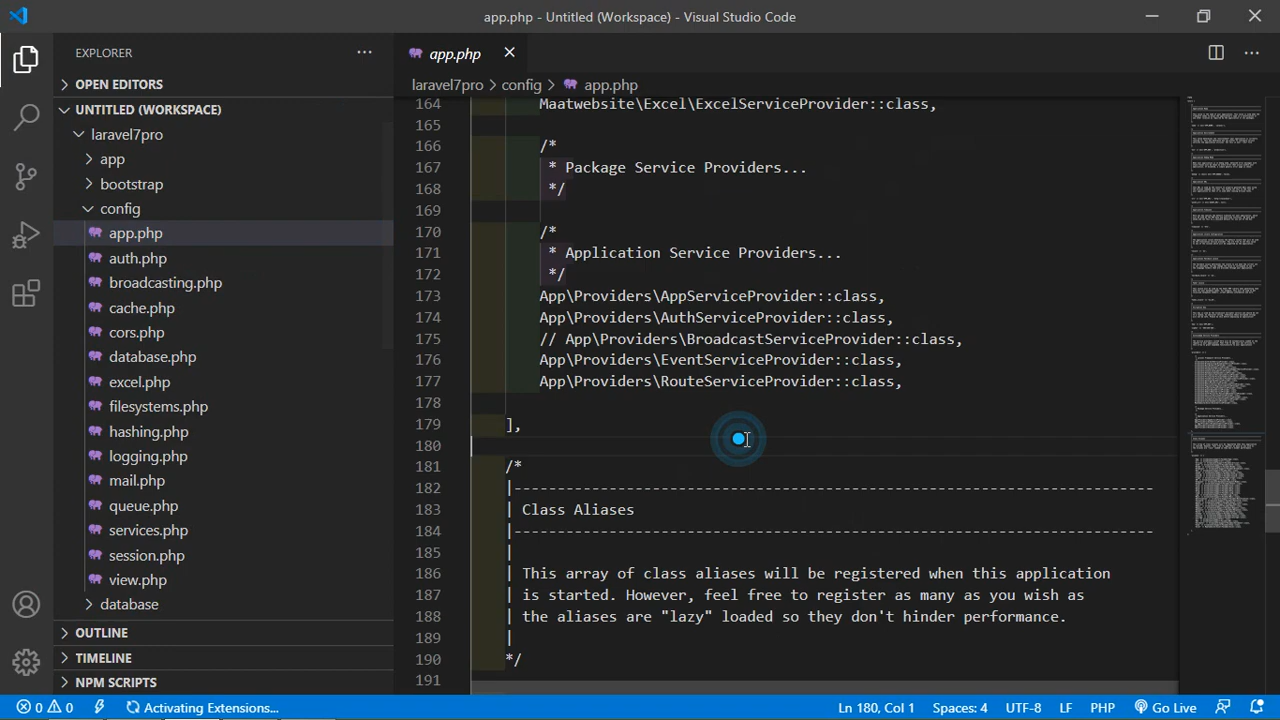 app.php - Untitled (Workspace) - Visual Studio Code
EXPLORER
app.php
OPEN EDITORS
laravel7pro > config > app.php
UNTITLED (WORKSPACE)
laravel7pro
app
bootstrap
config
app.php
auth.php
broadcasting.php
cache.php
cors.php
database.php
excel.php
filesystems.php
hashing.php
logging.php
mail.php
queue.php
services.php
session.php
view.php
database
OUTLINE
TIMELINE
NPM SCRIPTS
164 Maatwebsite\Excel\ExcelServiceProvider::class,
165
166 /*
167 * Package Service Providers...
168 */
169
170 /*
171 * Application Service Providers...
172 */
173 App\Providers\AppServiceProvider::class,
174 App\Providers\AuthServiceProvider::class,
175 // App\Providers\BroadcastServiceProvider::class,
176 App\Providers\EventServiceProvider::class,
177 App\Providers\RouteServiceProvider::class,
178
179 ],
180
181 /*
182 |--------------------------------------------------------------------------
183 | Class Aliases
184 |--------------------------------------------------------------------------
185 |
186 | This array of class aliases will be registered when this application
187 | is started. However, feel free to register as many as you wish as
188 | the aliases are "lazy" loaded so they don't hinder performance.
189 |
190 */
191
0 0 Activating Extensions... Ln 180, Col 1 Spaces: 4 UTF-8 LF PHP Go Live